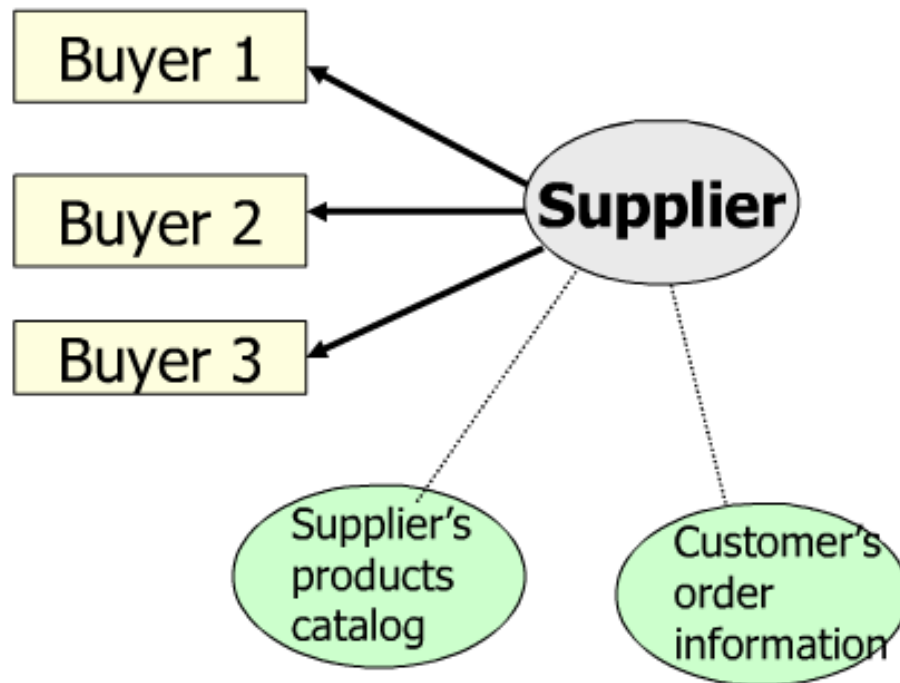 Buyer 1
Supplier
Buyer 2
Buyer 3
Supplier’s
products
catalog
Customer’s
order
information